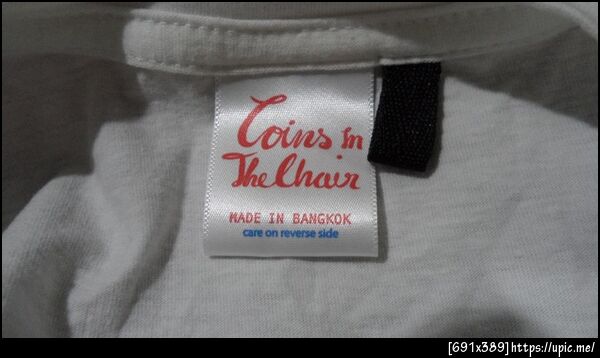 Coins In
The Chair
MADE IN BANGKOK
care on reverse side
[691x389]https://upic.me/